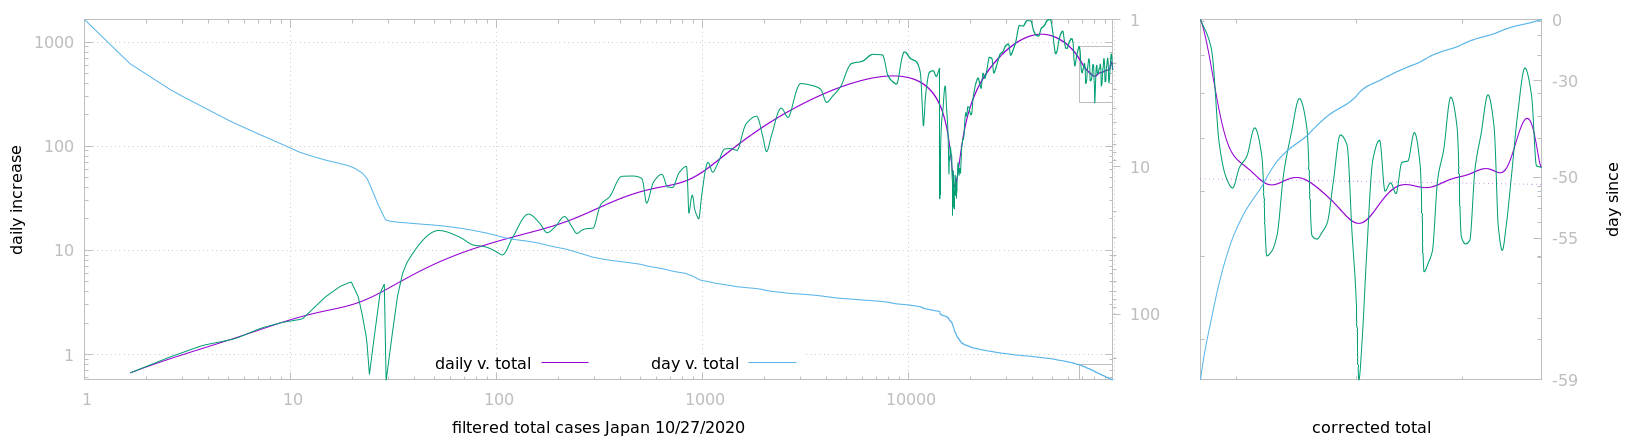 1000
100
10
1
daily increase
daily v. total
day v. total
1 10 100 1000 10000
filtered total cases Japan 10/27/2020
1
10
100
0
-30
-50
-55
-59
day since
corrected total